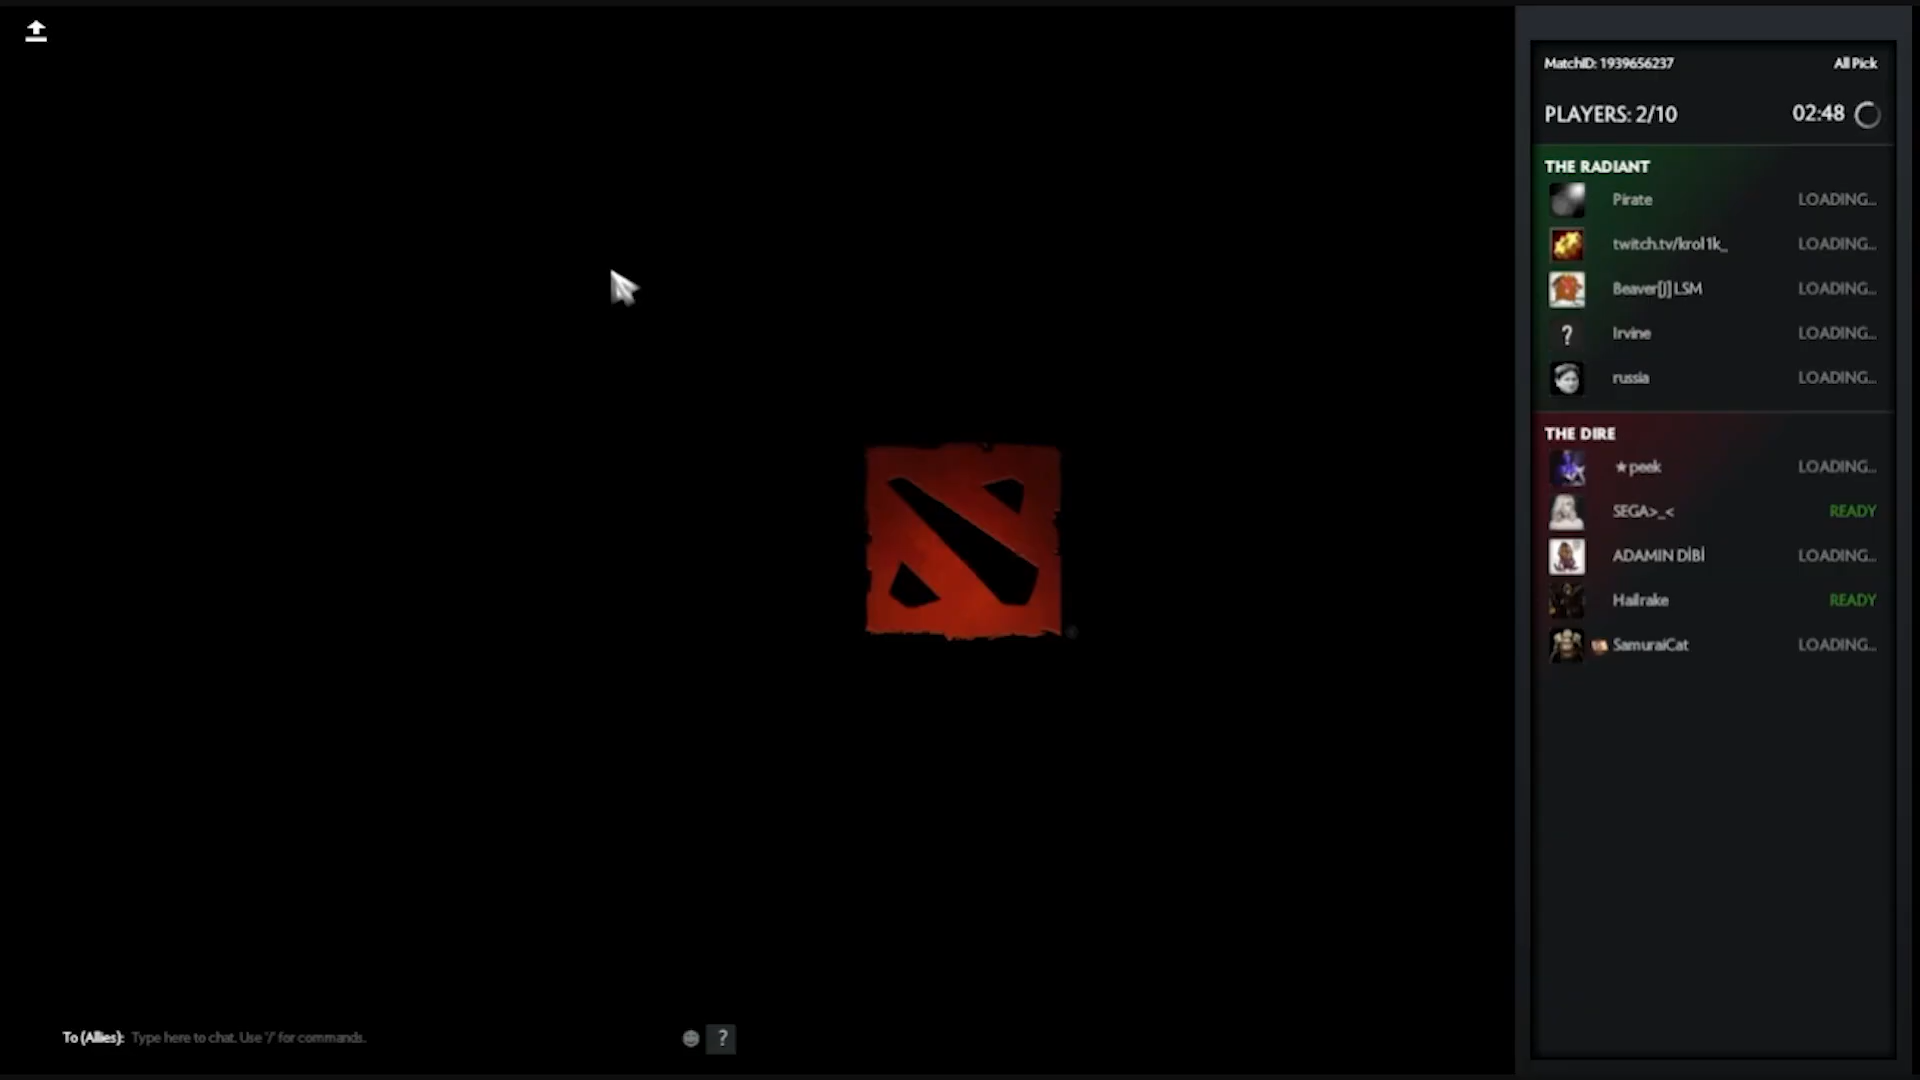 MatchID: 1939656237 All Pick
PLAYERS: 2/10 02:48
THE RADIANT
Pirate LOADING...
twitch.tv/krol1k_ LOADING...
Beaver[J] LSM LOADING...
? Irvine LOADING...
russia LOADING...
THE DIRE
★peek LOADING...
SEGA>_< READY
ADAMIN DİBİ LOADING...
Hailrake READY
SamuraiCat LOADING...
To (Allies): Type here to chat. Use '/' for commands. ?